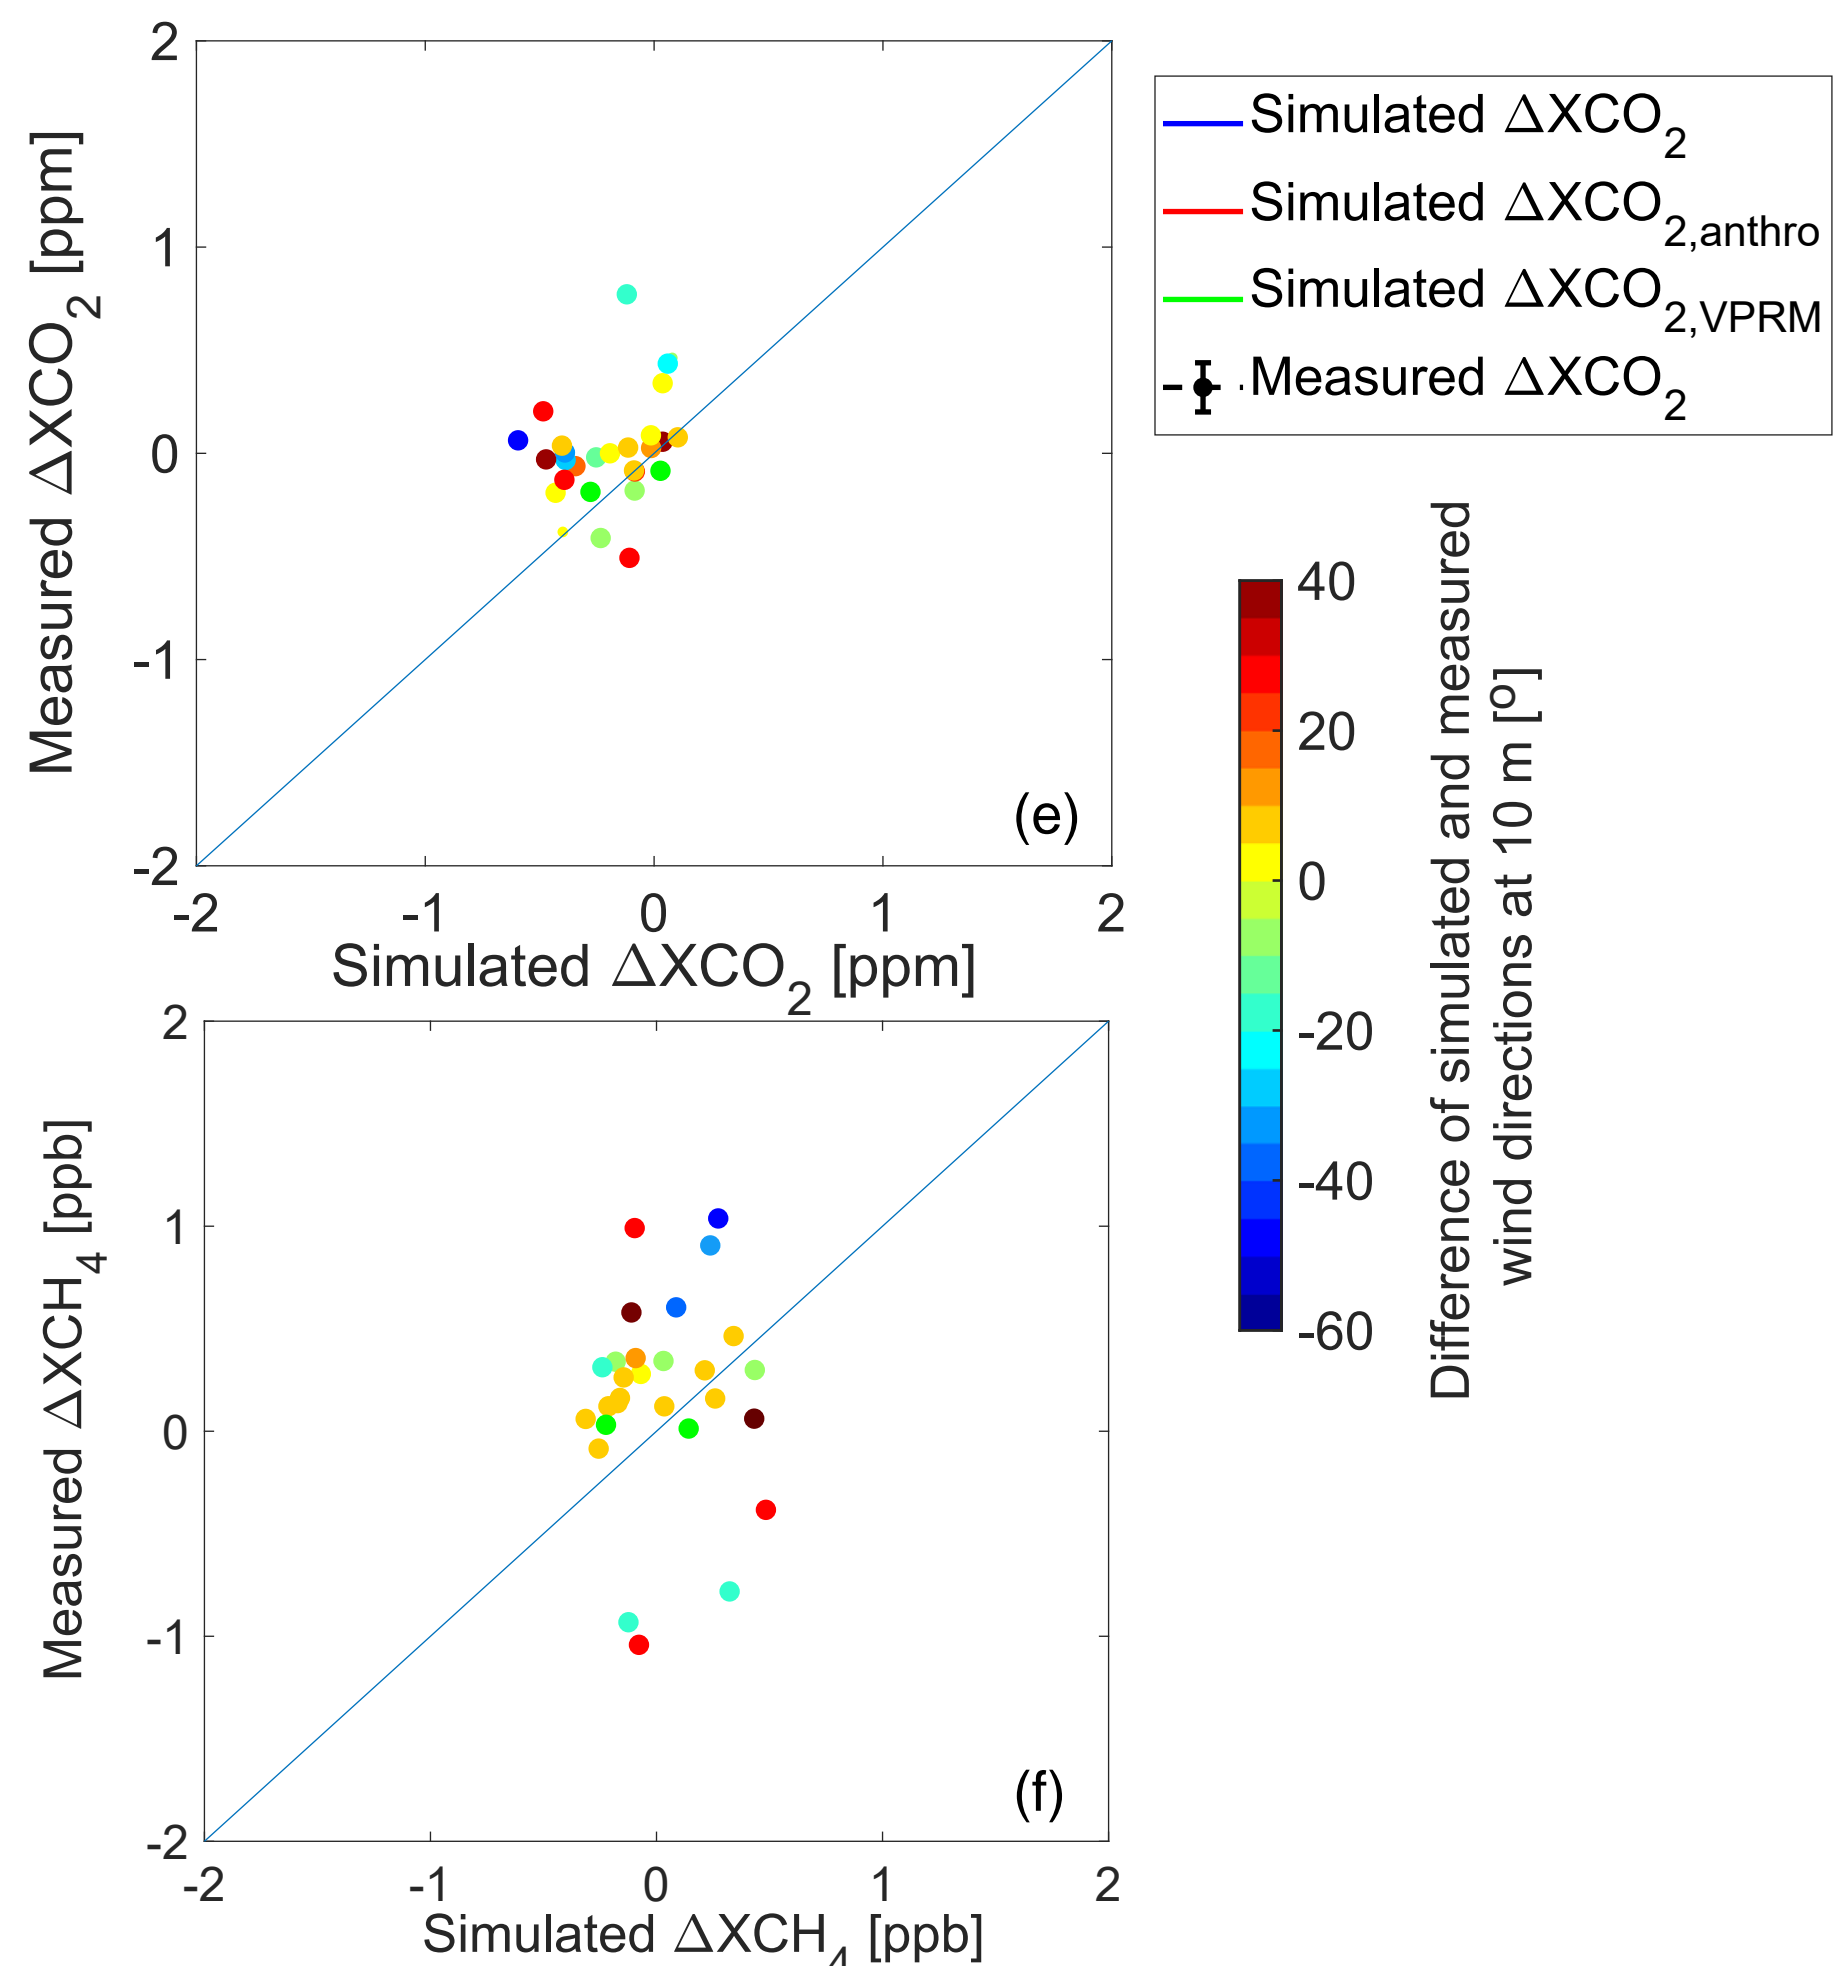 2
1
0
-1
-2
Measured ΔXCO₂ [ppm]
(e)
-2 -1 0 1 2
Simulated ΔXCO₂ [ppm]
Simulated ΔXCO₂
Simulated ΔXCO₂,anthro
Simulated ΔXCO₂,VPRM
Measured ΔXCO₂
40
20
0
-20
-40
-60
Difference of simulated and measured
wind directions at 10 m [o]
2
1
0
-1
-2
Measured ΔXCH₄ [ppb]
(f)
-2 -1 0 1 2
Simulated ΔXCH₄ [ppb]